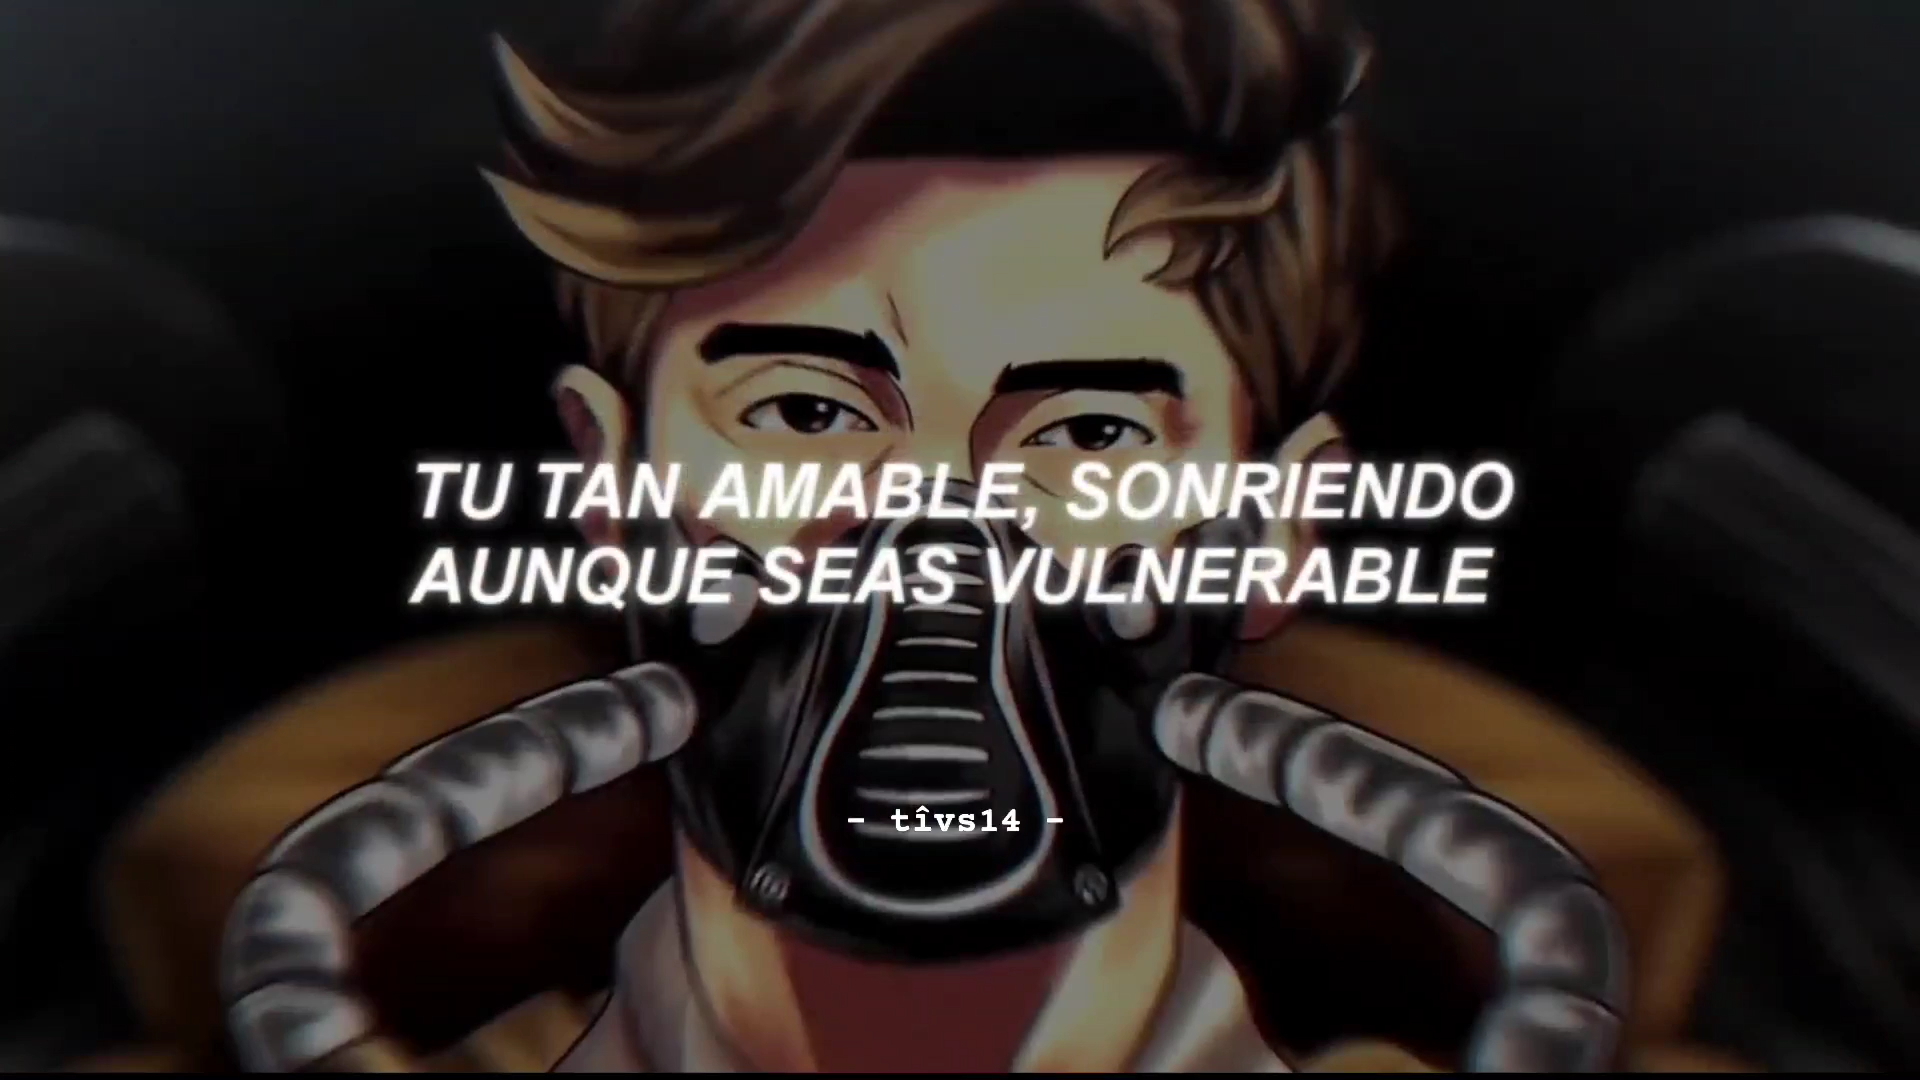 TU TAN AMABLE, SONRIENDO
AUNQUE SEAS VULNERABLE
- tîvs14 -